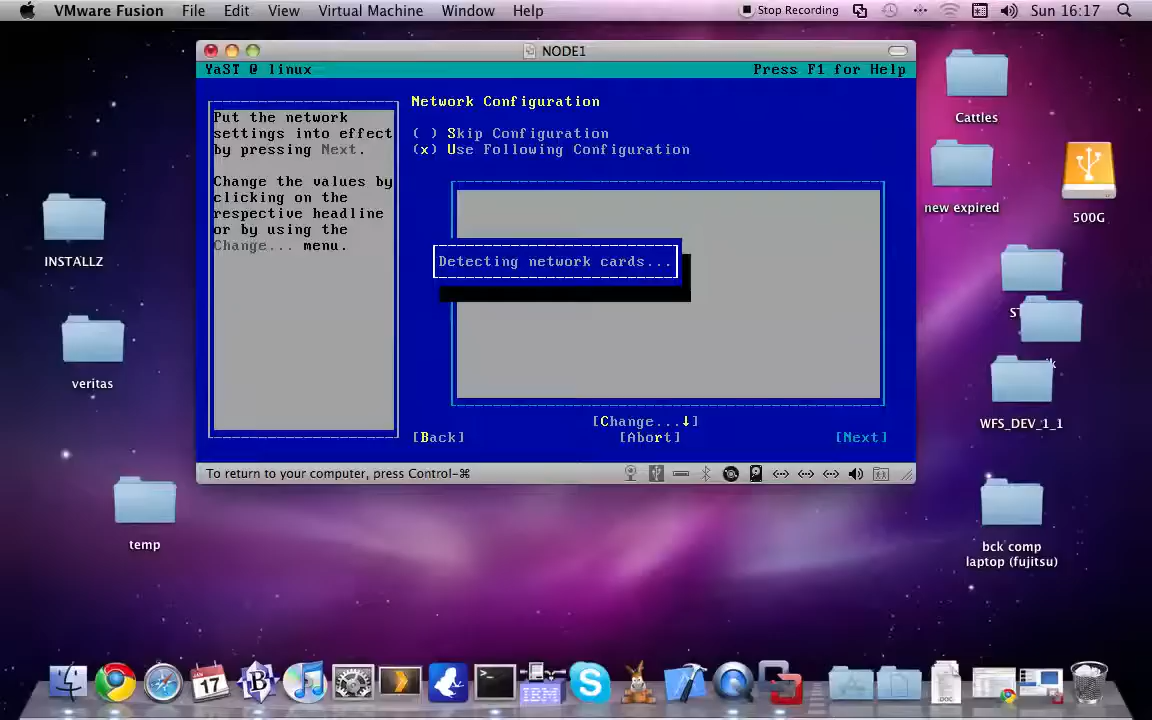 VMware Fusion File Edit View Virtual Machine Window Help Stop Recording Sun 16:17
NODE1
YaST @ linux Press F1 for Help
Put the network
settings into effect
by pressing Next.
Change the values by
clicking on the
respective headline
or by using the
Change... menu.
Network Configuration
( ) Skip Configuration
(x) Use Following Configuration
Detecting network cards...
[Change...↓]
[Back] [Abort] [Next]
To return to your computer, press Control-⌘
INSTALLZ
veritas
temp
Cattles
new expired
500G
WFS_DEV_1_1
bck comp
laptop (fujitsu)
JAN
17
IBM
DOC